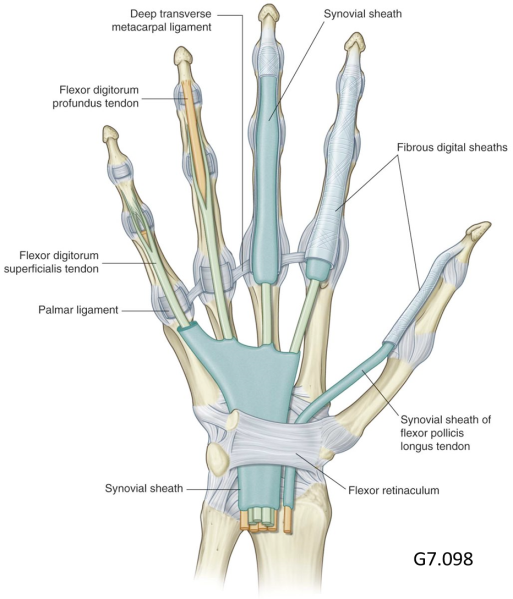 Deep transverse
metacarpal ligament
Synovial sheath
Flexor digitorum
profundus tendon
Fibrous digital sheaths
Flexor digitorum
superficialis tendon
Palmar ligament
Synovial sheath of
flexor pollicis
longus tendon
Synovial sheath
Flexor retinaculum
G7.098